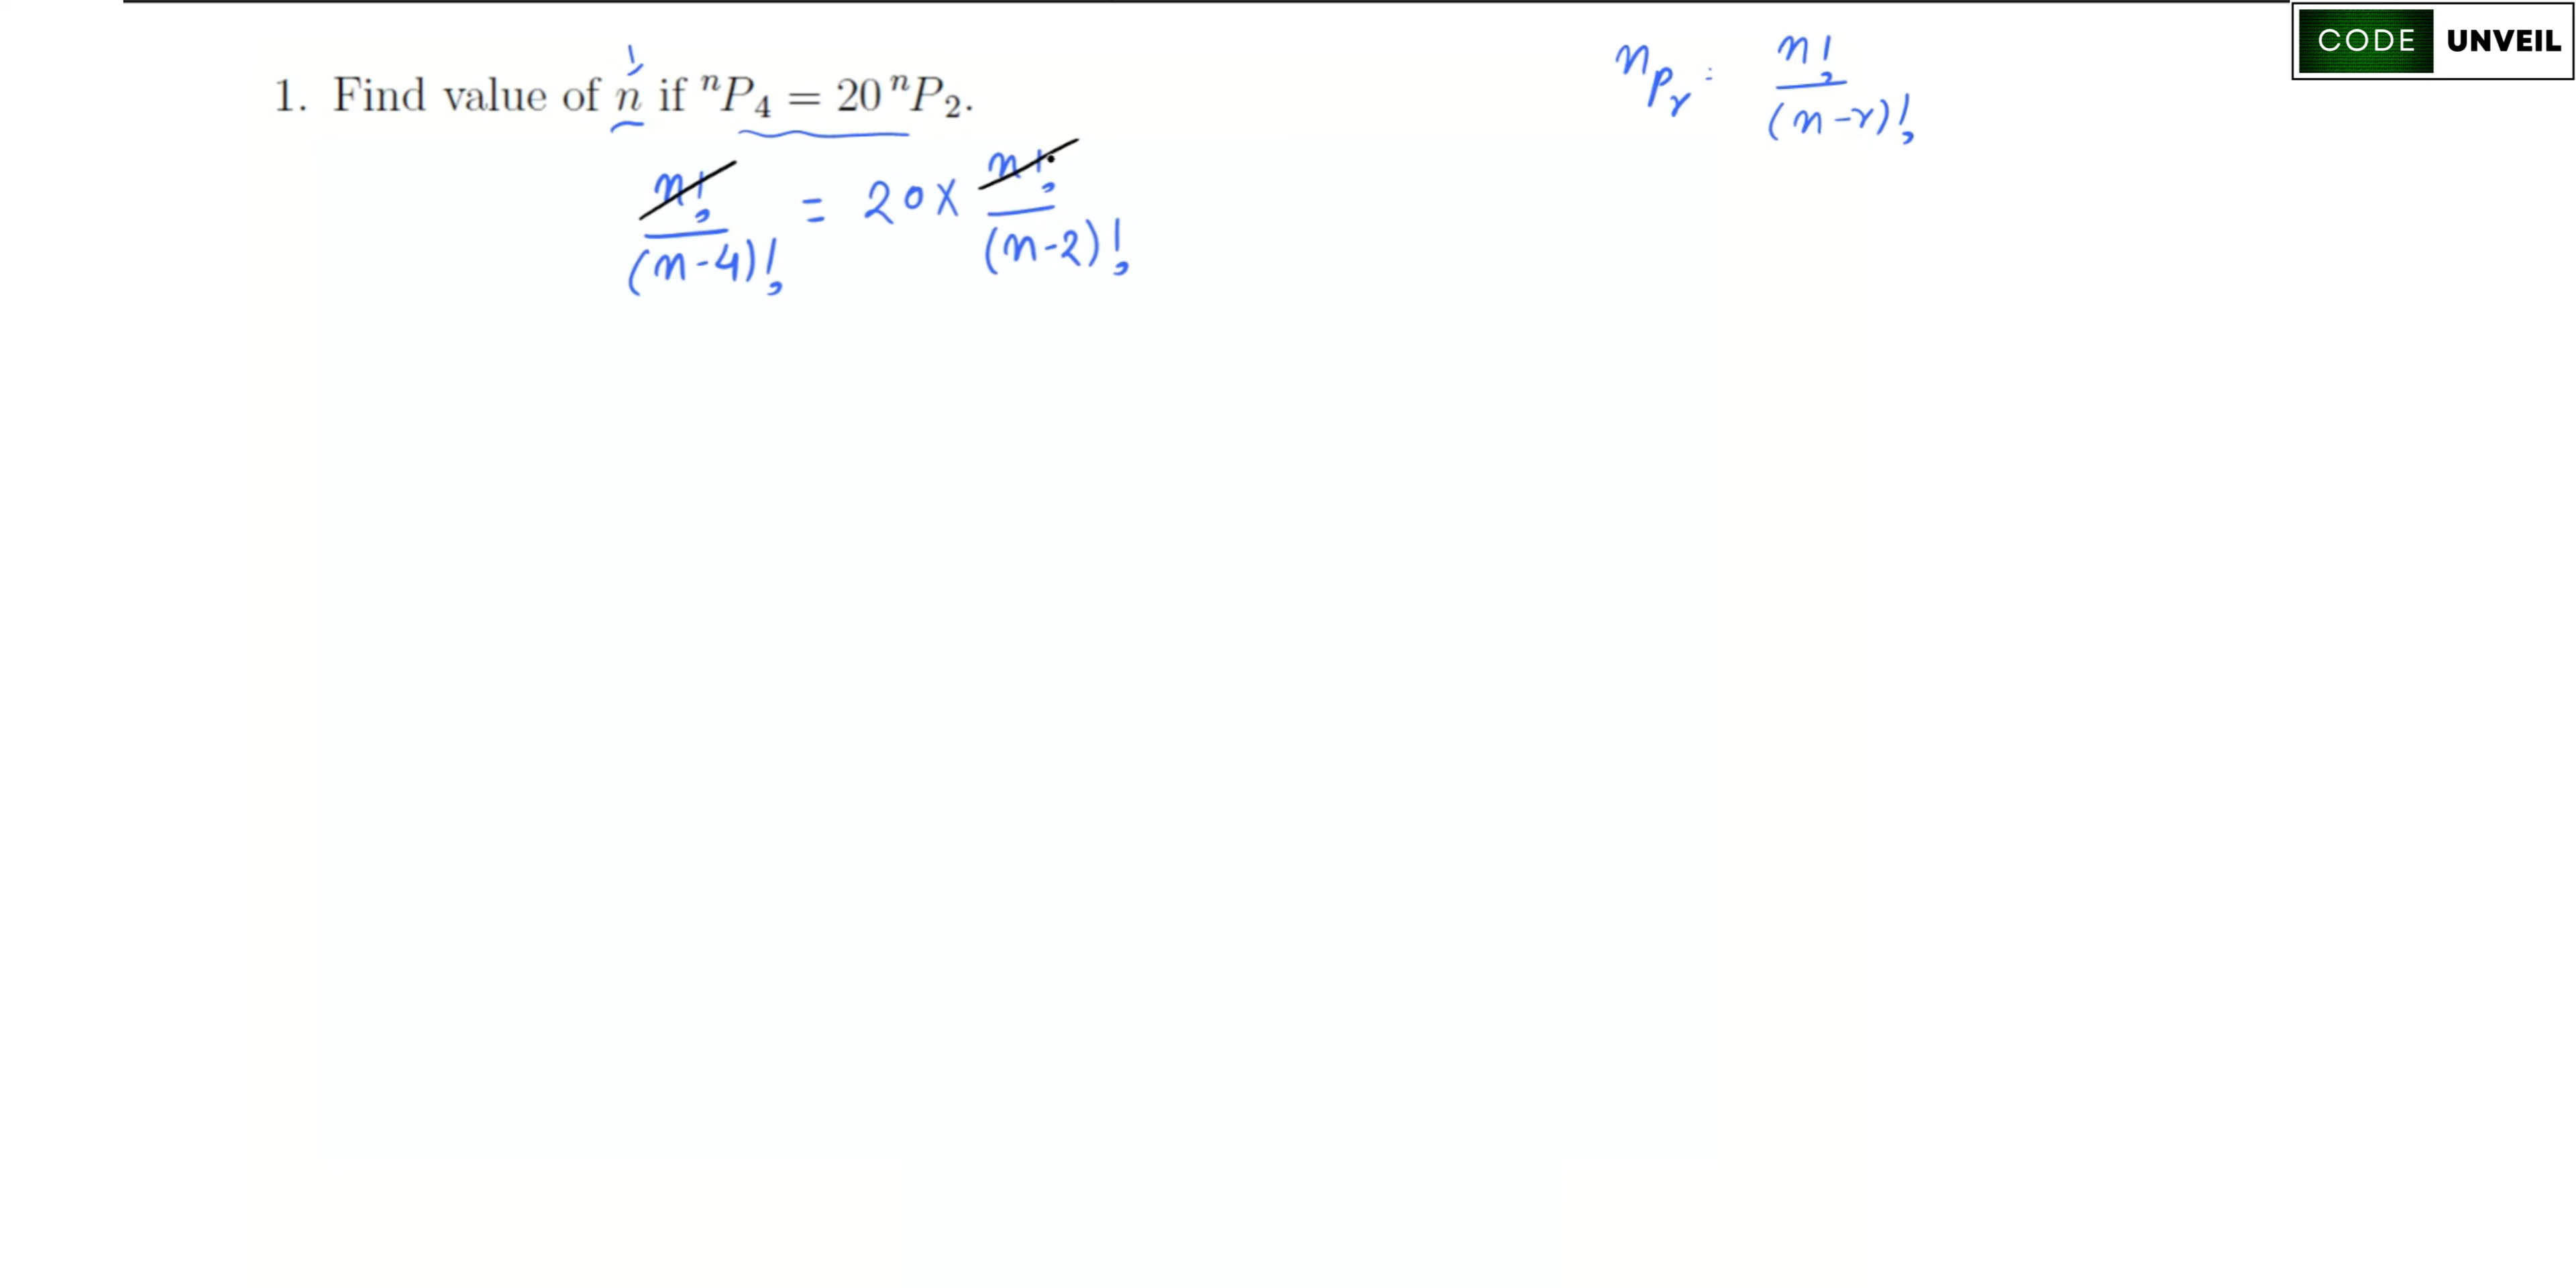 CODE UNVEIL
1. Find value of n if ⁿP₄ = 20 ⁿP₂.
nPr = n! / (n-r)!
n! / (n-4)! = 20 × n! / (n-2)!